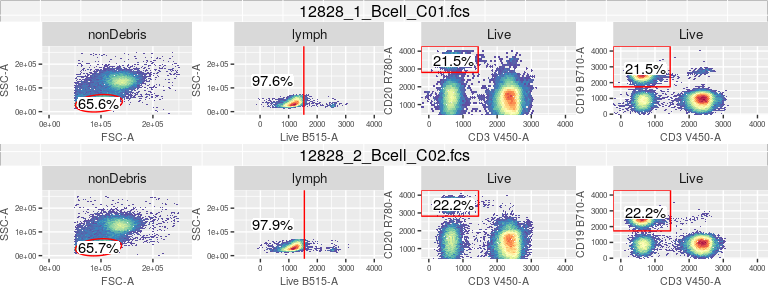 12828_1_Bcell_C01.fcs
nonDebris
lymph
Live
Live
SSC-A
2e+05
1e+05
0e+00
65.6%
0e+00
1e+05
2e+05
FSC-A
SSC-A
2e+05
1e+05
0e+00
97.6%
0
1000
2000
3000
4000
Live B515-A
CD20 R780-A
4000
3000
2000
1000
21.5%
0
1000
2000
3000
4000
CD3 V450-A
CD19 B710-A
4000
3000
2000
1000
0
21.5%
0
1000
2000
3000
4000
CD3 V450-A
12828_2_Bcell_C02.fcs
nonDebris
lymph
Live
Live
SSC-A
2e+05
1e+05
0e+00
65.7%
0e+00
1e+05
2e+05
FSC-A
SSC-A
2e+05
1e+05
0e+00
97.9%
0
1000
2000
3000
4000
Live B515-A
CD20 R780-A
4000
3000
2000
1000
22.2%
0
1000
2000
3000
4000
CD3 V450-A
CD19 B710-A
4000
3000
2000
1000
0
22.2%
0
1000
2000
3000
4000
CD3 V450-A